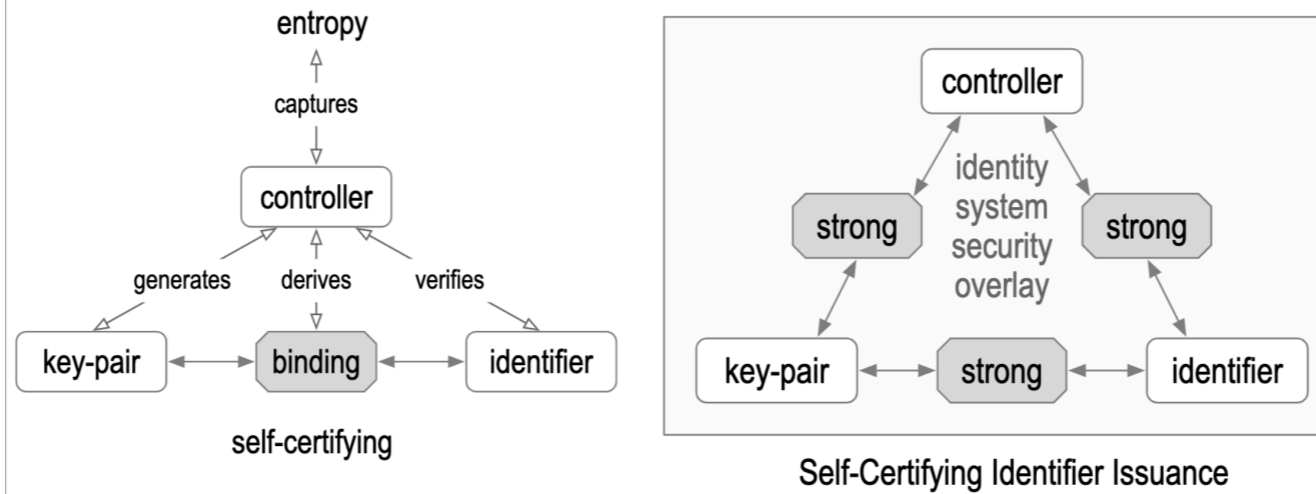 entropy
captures
controller
generates
derives
verifies
key-pair
binding
identifier
self-certifying
controller
identity
system
security
overlay
strong
strong
key-pair
strong
identifier
Self-Certifying Identifier Issuance